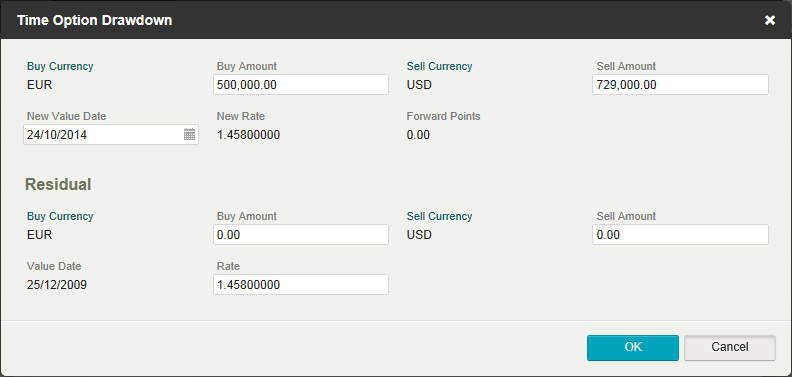 Time Option Drawdown
Buy Currency Buy Amount Sell Currency Sell Amount
EUR 500,000.00 USD 729,000.00
New Value Date New Rate Forward Points
24/10/2014 1.45800000 0.00
Residual
Buy Currency Buy Amount Sell Currency Sell Amount
EUR 0.00 USD 0.00
Value Date Rate
25/12/2009 1.45800000
OK Cancel